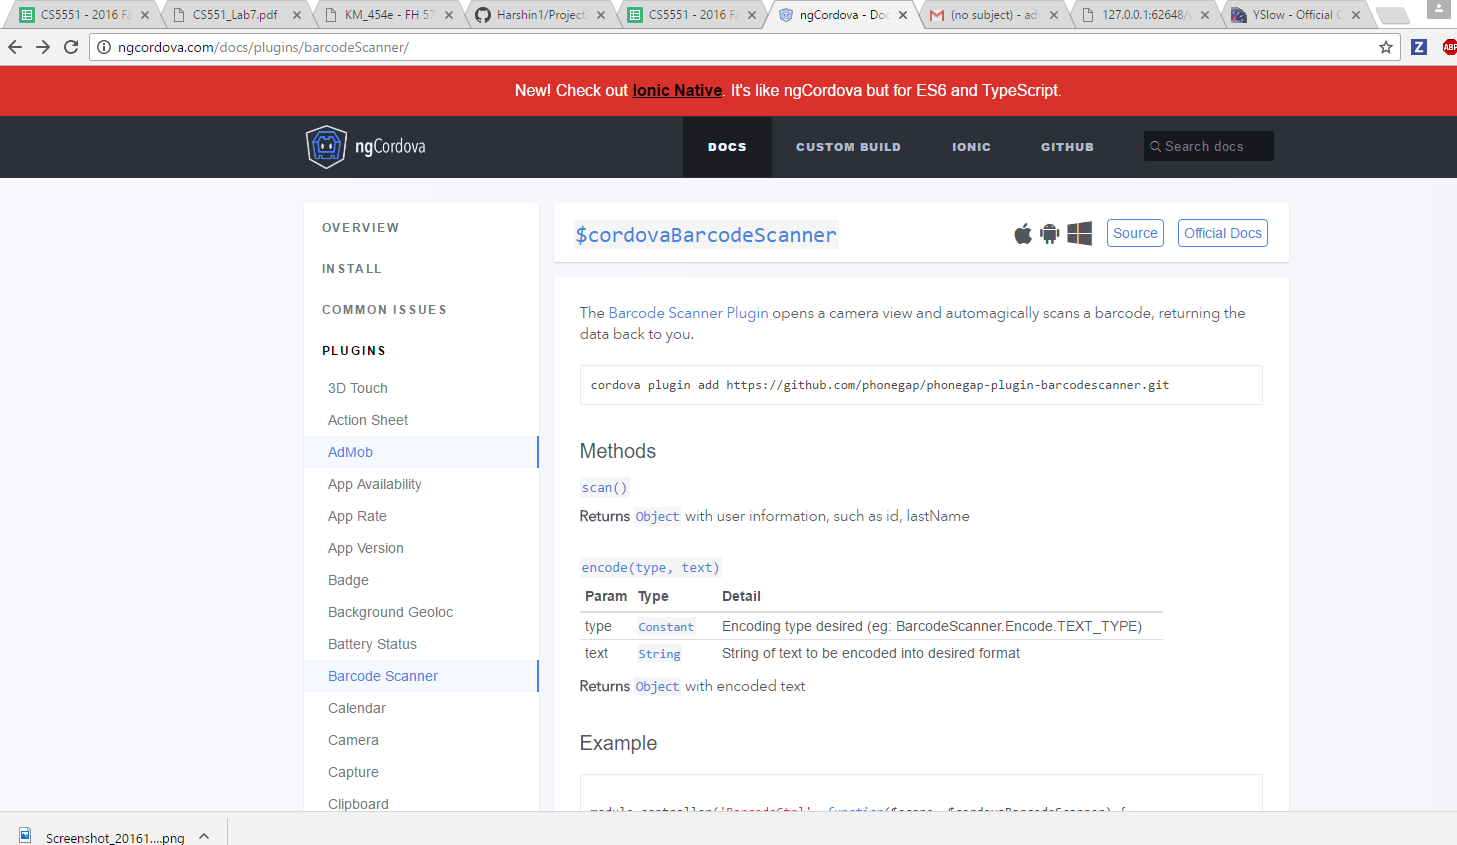 CS5551 - 2016 Fa
CS551_Lab7.pdf
KM_454e - FH 57
Harshin1/Project
CS5551 - 2016 Fa
ngCordova - Doc
(no subject) - adv
127.0.0.1:62648/
YSlow - Official C
ngcordova.com/docs/plugins/barcodeScanner/
Z
ABP
New! Check out Ionic Native. It's like ngCordova but for ES6 and TypeScript.
ngCordova
DOCS
CUSTOM BUILD
IONIC
GITHUB
Search docs
OVERVIEW
INSTALL
COMMON ISSUES
PLUGINS
3D Touch
Action Sheet
AdMob
App Availability
App Rate
App Version
Badge
Background Geoloc
Battery Status
Barcode Scanner
Calendar
Camera
Capture
Clipboard
$cordovaBarcodeScanner
Source
Official Docs
The Barcode Scanner Plugin opens a camera view and automagically scans a barcode, returning the
data back to you.
cordova plugin add https://github.com/phonegap/phonegap-plugin-barcodescanner.git
Methods
scan()
Returns Object with user information, such as id, lastName
encode(type, text)
Param Type Detail
type Constant Encoding type desired (eg: BarcodeScanner.Encode.TEXT_TYPE)
text String String of text to be encoded into desired format
Returns Object with encoded text
Example
module.controller('BarcodeCtrl', function($scope, $cordovaBarcodeScanner) {
Screenshot_20161....png